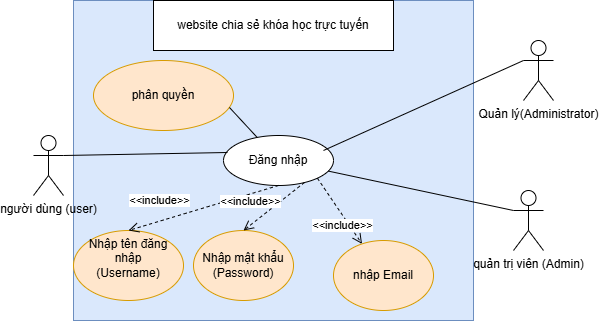 website chia sẻ khóa học trực tuyến
phân quyền
Quản lý(Administrator)
Đăng nhập
người dùng (user)
<<include>>
<<include>>
<<include>>
Nhập tên đăng
nhập
(Username)
Nhập mật khẩu
(Password)
nhập Email
quản trị viên (Admin)